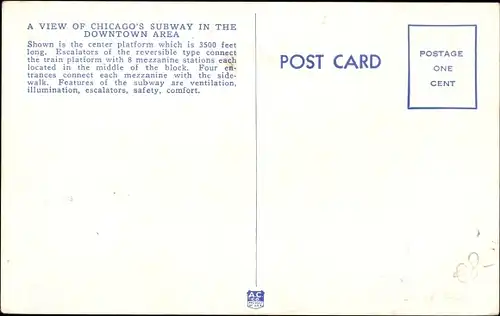 A VIEW OF CHICAGO'S SUBWAY IN THE
DOWNTOWN AREA
Shown is the center platform which is 3500 feet
long. Escalators of the reversible type connect
the train platform with 8 mezzanine stations each
located in the middle of the block. Four en-
trances connect each mezzanine with the side-
walk. Features of the subway are ventilation,
illumination, escalators, safety, comfort.
POST CARD
POSTAGE
ONE
CENT
A.C.